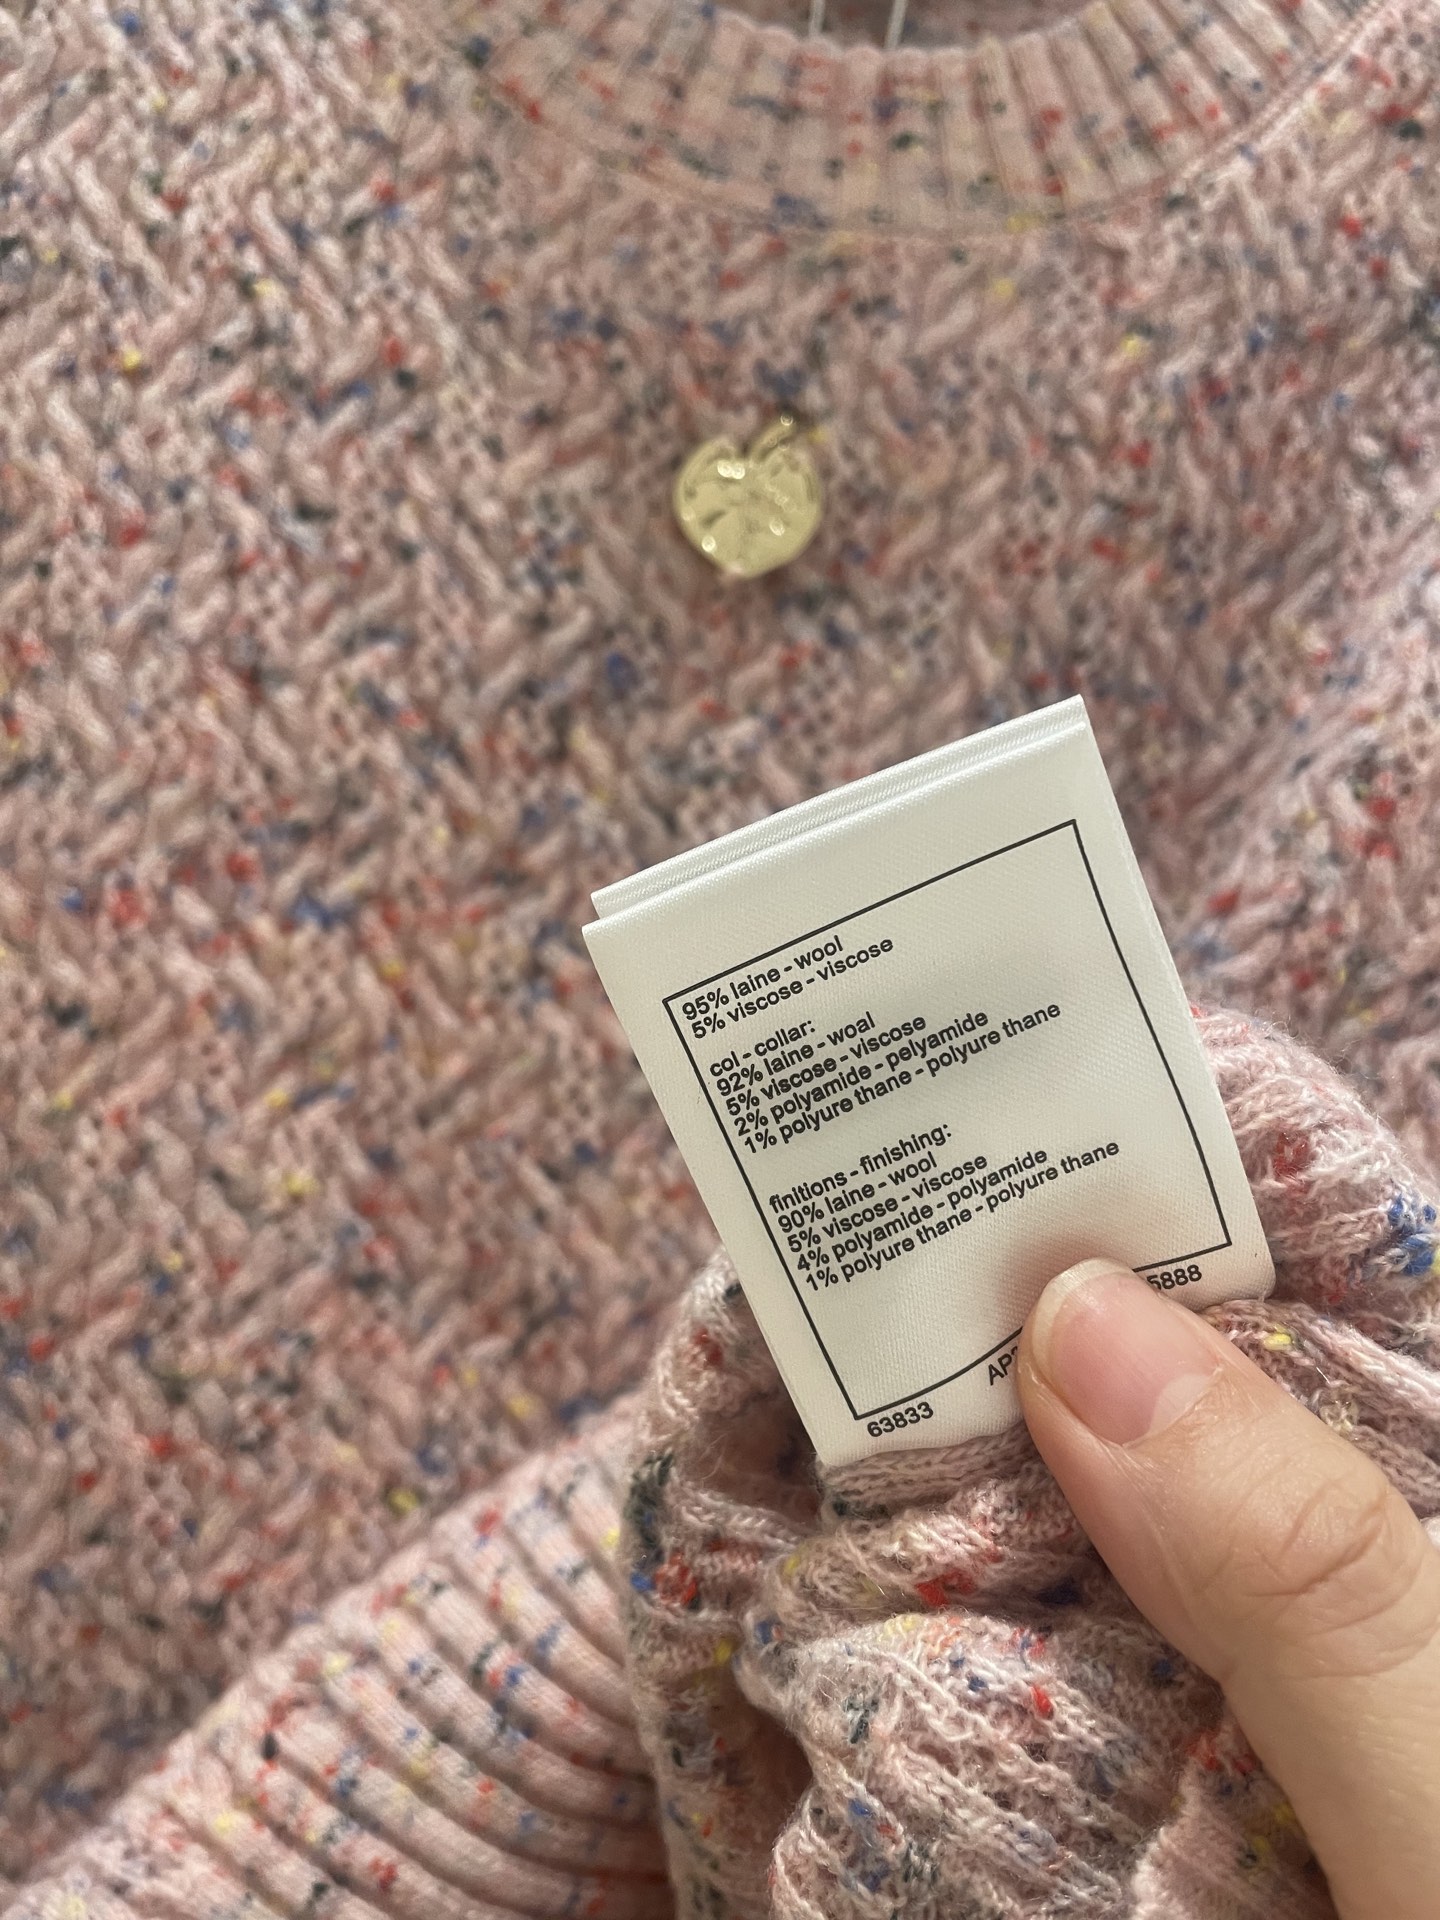 95% laine - wool
5% viscose - viscose
col - collar:
92% laine - woal
5% viscose - viscose
2% polyamide - pelyamide
1% polyure thane - polyure thane
finitions - finishing:
90% laine - wool
5% viscose - viscose
4% polyamide - polyamide
1% polyure thane - polyure thane
63833 AP 5888